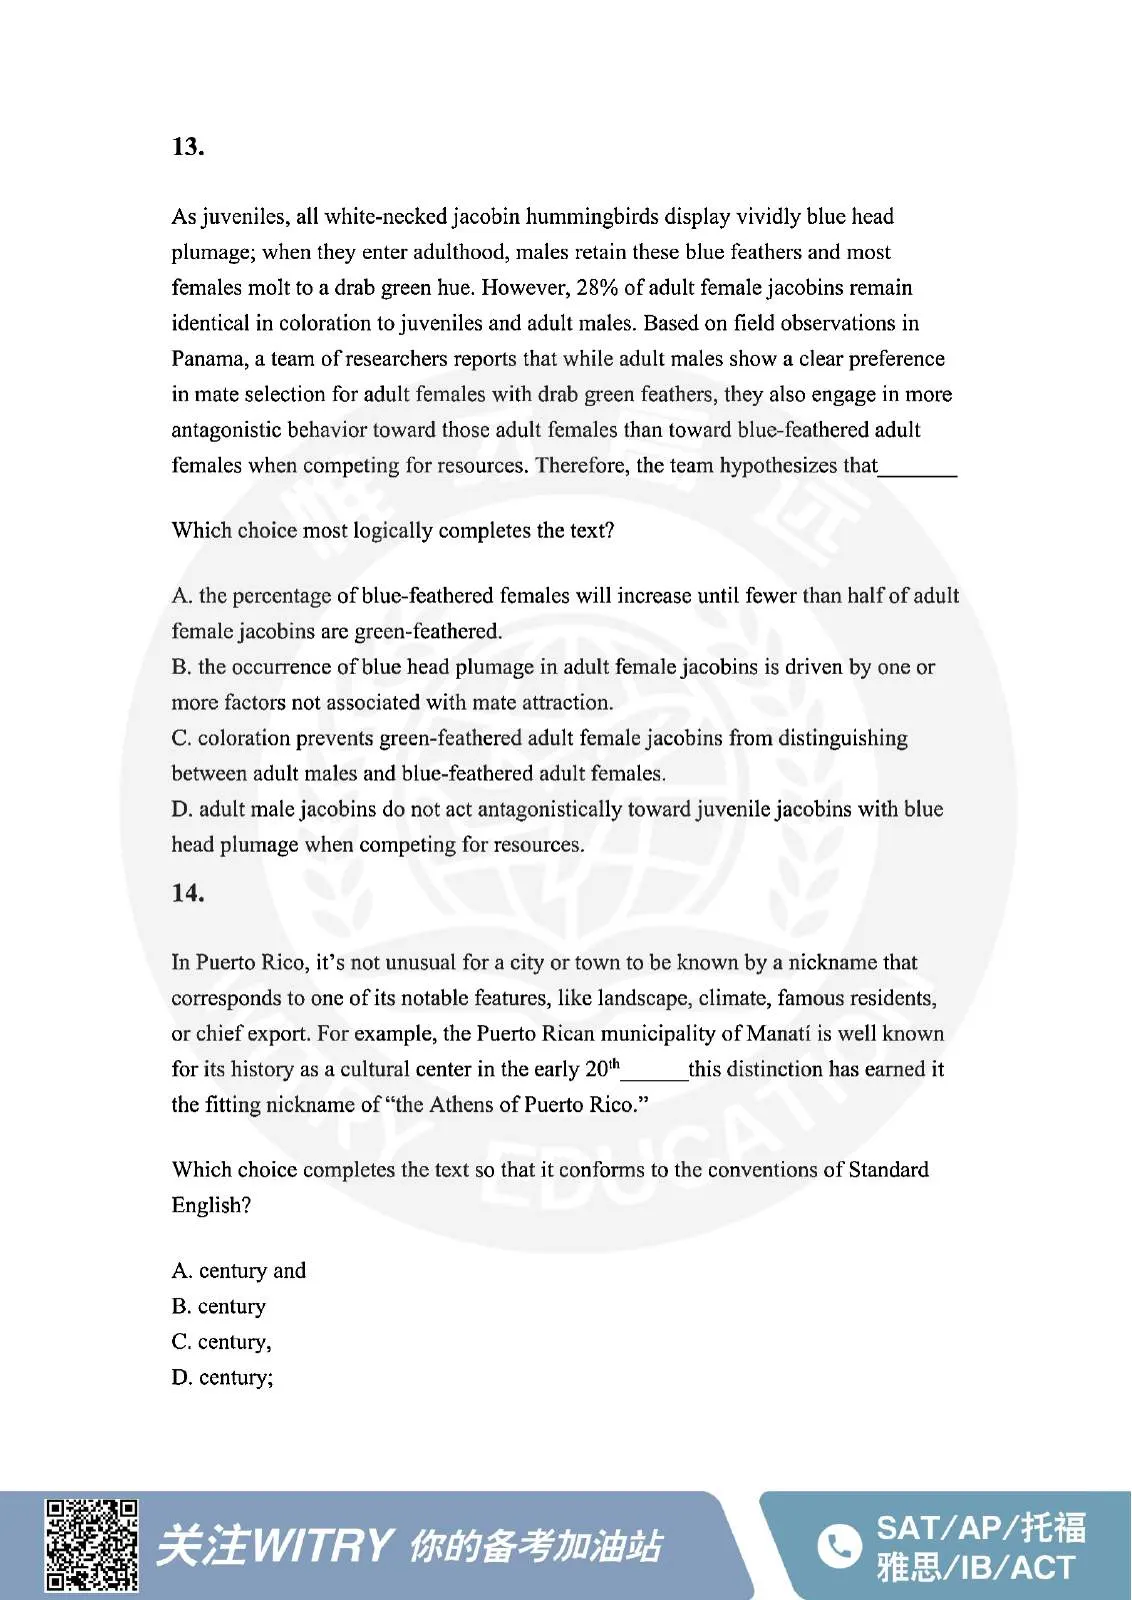 13.
As juveniles, all white-necked jacobin hummingbirds display vividly blue head
plumage; when they enter adulthood, males retain these blue feathers and most
females molt to a drab green hue. However, 28% of adult female jacobins remain
identical in coloration to juveniles and adult males. Based on field observations in
Panama, a team of researchers reports that while adult males show a clear preference
in mate selection for adult females with drab green feathers, they also engage in more
antagonistic behavior toward those adult females than toward blue-feathered adult
females when competing for resources. Therefore, the team hypothesizes that_______
Which choice most logically completes the text?
A. the percentage of blue-feathered females will increase until fewer than half of adult
female jacobins are green-feathered.
B. the occurrence of blue head plumage in adult female jacobins is driven by one or
more factors not associated with mate attraction.
C. coloration prevents green-feathered adult female jacobins from distinguishing
between adult males and blue-feathered adult females.
D. adult male jacobins do not act antagonistically toward juvenile jacobins with blue
head plumage when competing for resources.
14.
In Puerto Rico, it’s not unusual for a city or town to be known by a nickname that
corresponds to one of its notable features, like landscape, climate, famous residents,
or chief export. For example, the Puerto Rican municipality of Manatí is well known
for its history as a cultural center in the early 20th______this distinction has earned it
the fitting nickname of “the Athens of Puerto Rico.”
Which choice completes the text so that it conforms to the conventions of Standard
English?
A. century and
B. century
C. century,
D. century;
WITRY EDUCATION
关注WITRY 你的备考加油站
SAT/AP/托福
雅思/IB/ACT